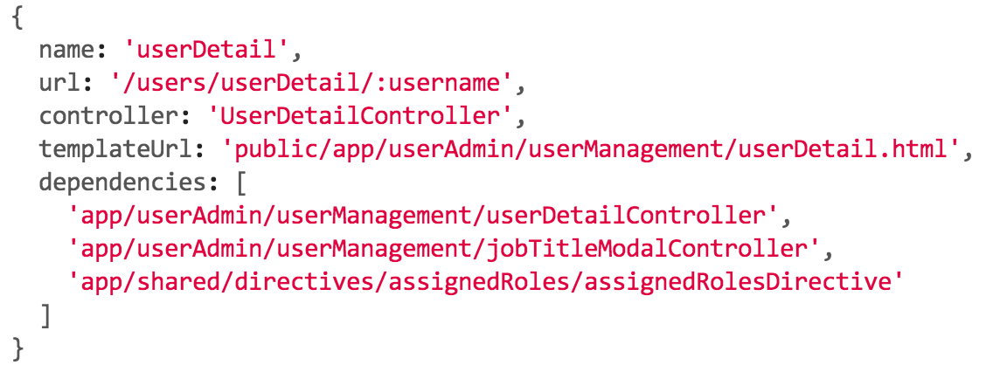 {
  name: 'userDetail',
  url: '/users/userDetail/:username',
  controller: 'UserDetailController',
  templateUrl: 'public/app/userAdmin/userManagement/userDetail.html',
  dependencies: [
    'app/userAdmin/userManagement/userDetailController',
    'app/userAdmin/userManagement/jobTitleModalController',
    'app/shared/directives/assignedRoles/assignedRolesDirective'
  ]
}